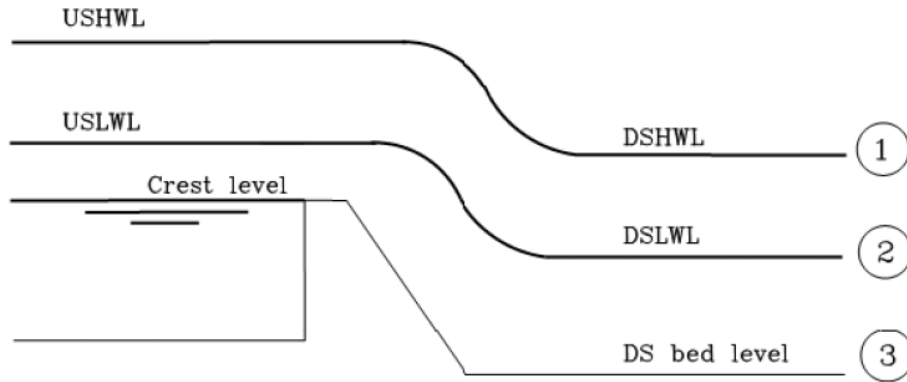 USHWL
USLWL
DSHWL
1
Crest level
DSLWL
2
DS bed level
3